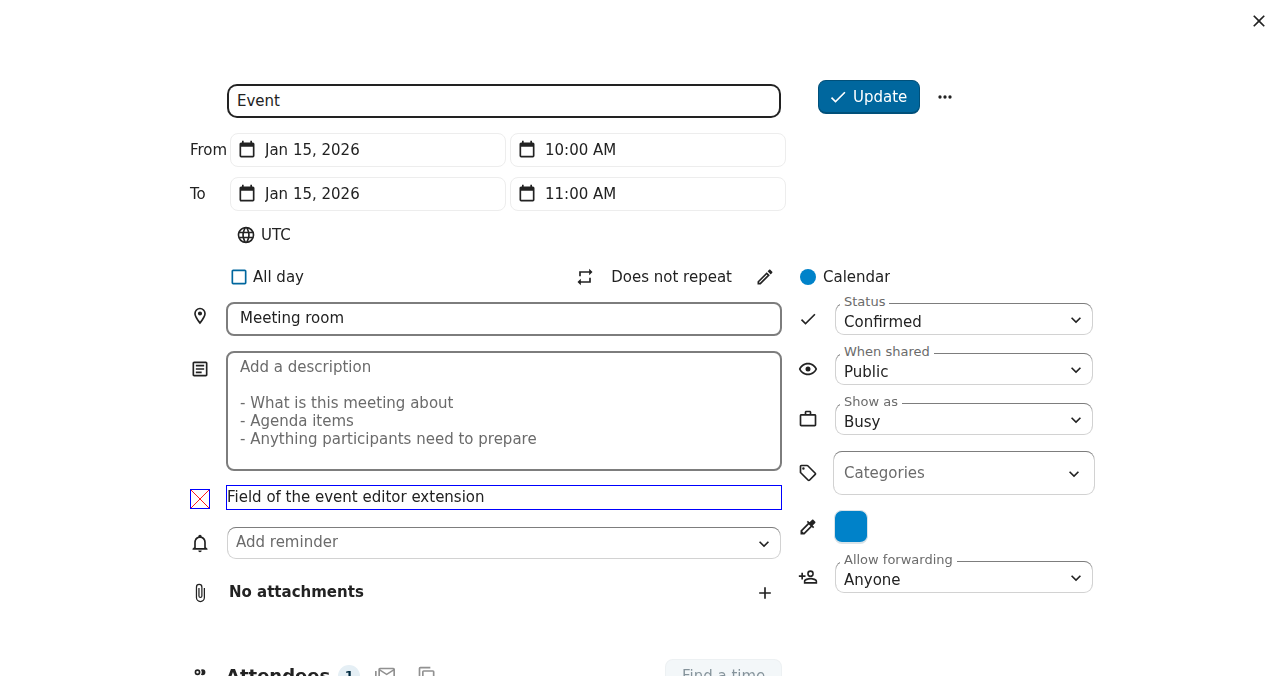 Event
Update
From Jan 15, 2026 10:00 AM
To Jan 15, 2026 11:00 AM
UTC
All day
Does not repeat
Calendar
Meeting room
Status
Confirmed
Add a description
- What is this meeting about
- Agenda items
- Anything participants need to prepare
When shared
Public
Show as
Busy
Categories
Field of the event editor extension
Add reminder
Allow forwarding
Anyone
No attachments
Attendees 1
Find a time